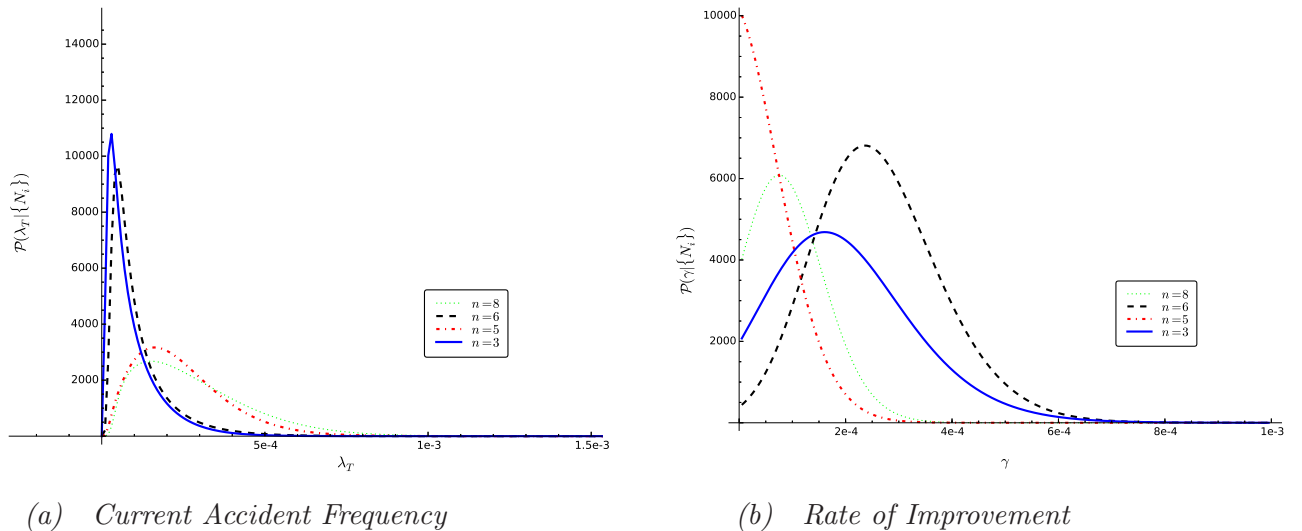 14000
12000
10000
8000
6000
4000
2000
5e-4
1e-3
1.5e-3
λ_T
𝒫(λ_T|{N_i})
n=8
n=6
n=5
n=3
(a) Current Accident Frequency
10000
8000
6000
4000
2000
0
2e-4
4e-4
6e-4
8e-4
1e-3
γ
𝒫(γ|{N_i})
n=8
n=6
n=5
n=3
(b) Rate of Improvement